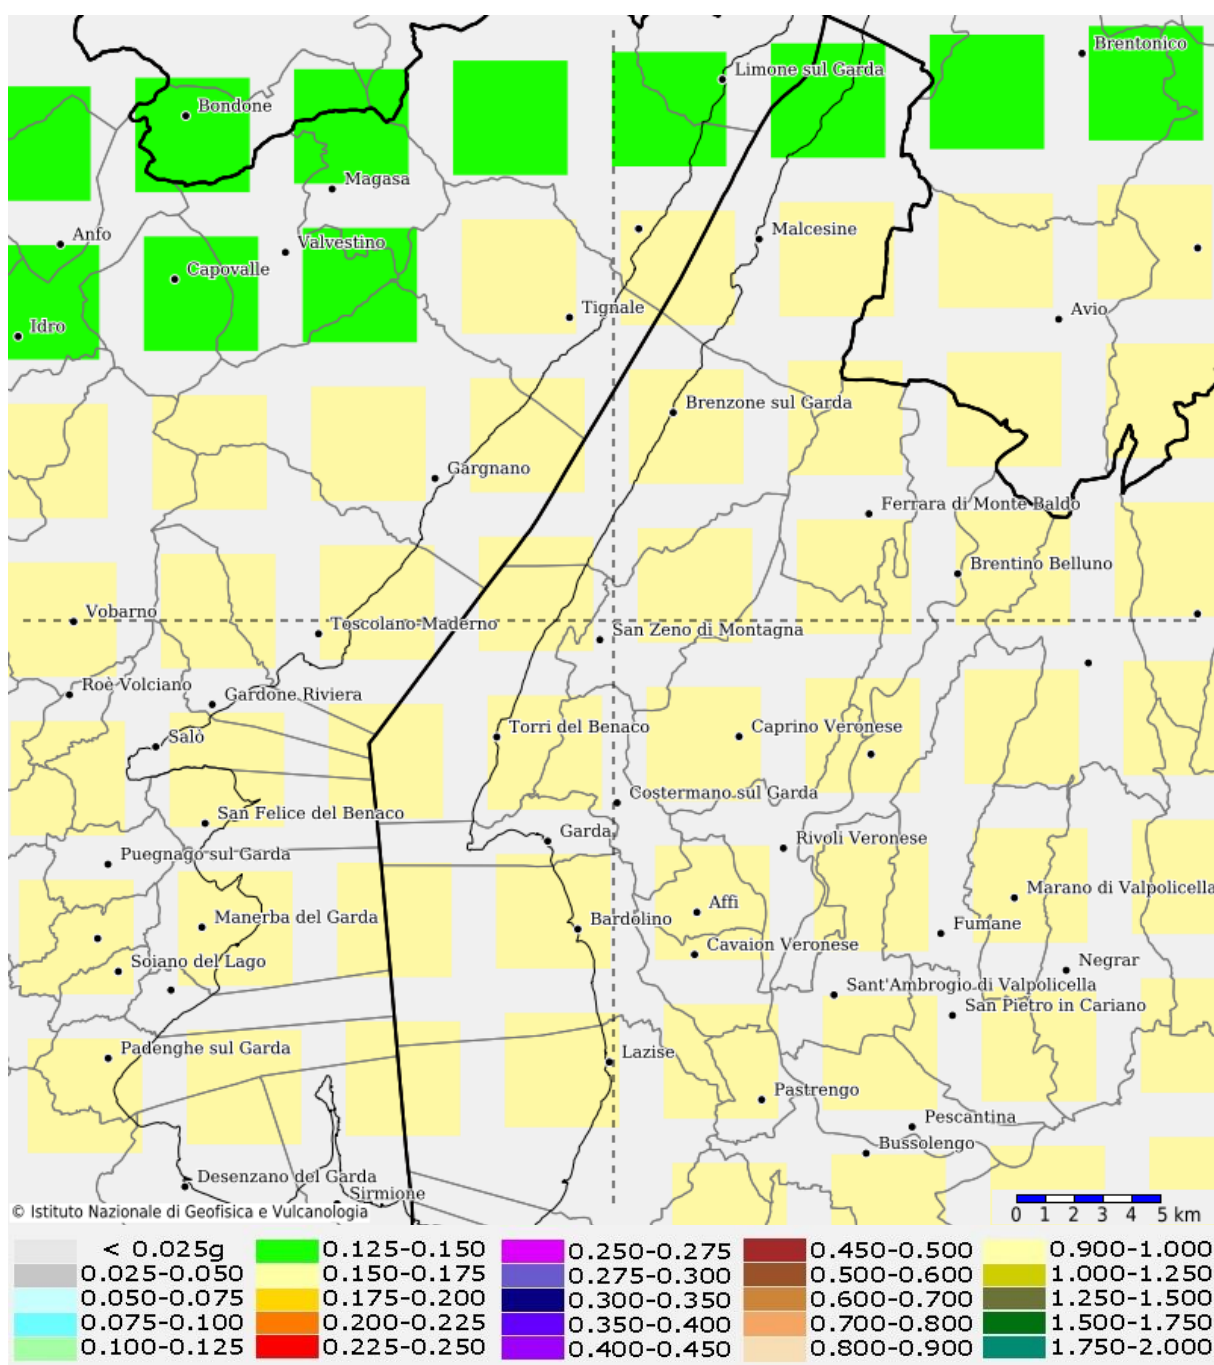 Brentonico
Limone sul Garda
Bondone
Magasa
Anfo
Valvestino
Malcesine
Capovalle
Tignale
Avio
Idro
Brenzone sul Garda
Gargnano
Ferrara di Monte Baldo
Brentino Belluno
Vobarno
Toscolano-Maderno
San Zeno di Montagna
Roè Volciano
Gardone Riviera
Torri del Benaco
Caprino Veronese
Salò
Costermano sul Garda
San Felice del Benaco
Garda
Rivoli Veronese
Puegnago sul Garda
Marano di Valpolicella
Affi
Manerba del Garda
Bardolino
Fumane
Cavaion Veronese
Soiano del Lago
Negrar
Sant'Ambrogio di Valpolicella
San Pietro in Cariano
Padenghe sul Garda
Lazise
Pastrengo
Pescantina
Bussolengo
Desenzano del Garda
Sirmione
© Istituto Nazionale di Geofisica e Vulcanologia
0 1 2 3 4 5 km
< 0.025g 0.125-0.150 0.250-0.275 0.450-0.500 0.900-1.000
0.025-0.050 0.150-0.175 0.275-0.300 0.500-0.600 1.000-1.250
0.050-0.075 0.175-0.200 0.300-0.350 0.600-0.700 1.250-1.500
0.075-0.100 0.200-0.225 0.350-0.400 0.700-0.800 1.500-1.750
0.100-0.125 0.225-0.250 0.400-0.450 0.800-0.900 1.750-2.000